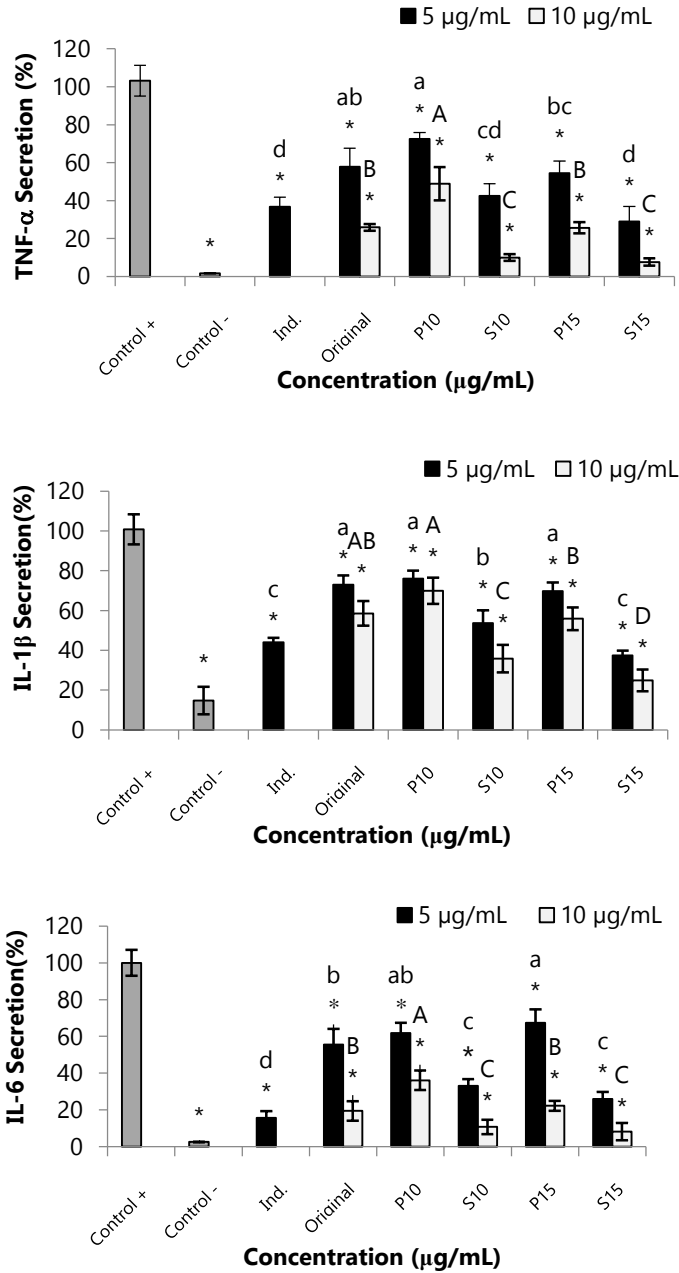 ■ 5 µg/mL □ 10 µg/mL
TNF-α Secretion (%)
120
100
80
60
40
20
0
*
d
*
ab
*
B
*
a
*
A
*
cd
*
C
*
bc
*
B
*
d
*
C
*
Control +
Control -
Ind.
Original
P10
S10
P15
S15
Concentration (µg/mL)
■ 5 µg/mL □ 10 µg/mL
IL-1β Secretion(%)
120
100
80
60
40
20
0
*
c
*
a
*
AB
*
a
*
A
*
b
*
C
*
a
*
B
*
c
*
D
*
Control +
Control -
Ind.
Original
P10
S10
P15
S15
Concentration (µg/mL)
■ 5 µg/mL □ 10 µg/mL
IL-6 Secretion(%)
120
100
80
60
40
20
0
*
d
*
b
*
B
*
ab
*
A
*
c
*
C
*
a
*
B
*
c
*
C
*
Control +
Control -
Ind.
Original
P10
S10
P15
S15
Concentration (µg/mL)